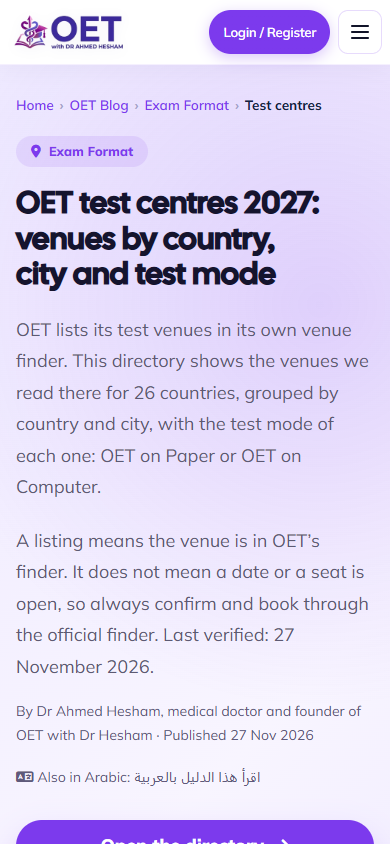 OET
with DR AHMED HESHAM
Login / Register
Home › OET Blog › Exam Format › Test centres
Exam Format
OET test centres 2027:
venues by country,
city and test mode
OET lists its test venues in its own venue
finder. This directory shows the venues we
read there for 26 countries, grouped by
country and city, with the test mode of
each one: OET on Paper or OET on
Computer.
A listing means the venue is in OET’s
finder. It does not mean a date or a seat is
open, so always confirm and book through
the official finder. Last verified: 27
November 2026.
By Dr Ahmed Hesham, medical doctor and founder of
OET with Dr Hesham · Published 27 Nov 2026
Also in Arabic: اقرأ هذا الدليل بالعربية
Open the directory